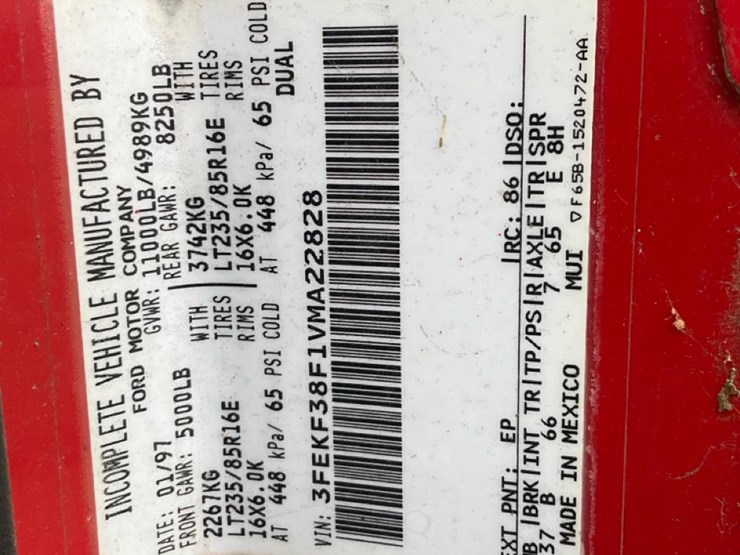 INCOMPLETE VEHICLE MANUFACTURED BY
FORD MOTOR COMPANY
DATE: 01/97 GVWR: 11000LB/4989KG
FRONT GAWR: 5000LB REAR GAWR: 8250LB
2267KG WITH 3742KG WITH
LT235/85R16E TIRES LT235/85R16E TIRES
16X6.0K RIMS 16X6.0K RIMS
AT 448 kPa/ 65 PSI COLD AT 448 kPa/ 65 PSI COLD
DUAL
VIN: 3FEKF38F1VMA22828
EXT PNT: EP RC: 86 DSO:
B BRK INT TR TP/PS R AXLE TR SPR
37 B 66 7 65 E 8H
MADE IN MEXICO MUI ▽F65B-1520472-AA